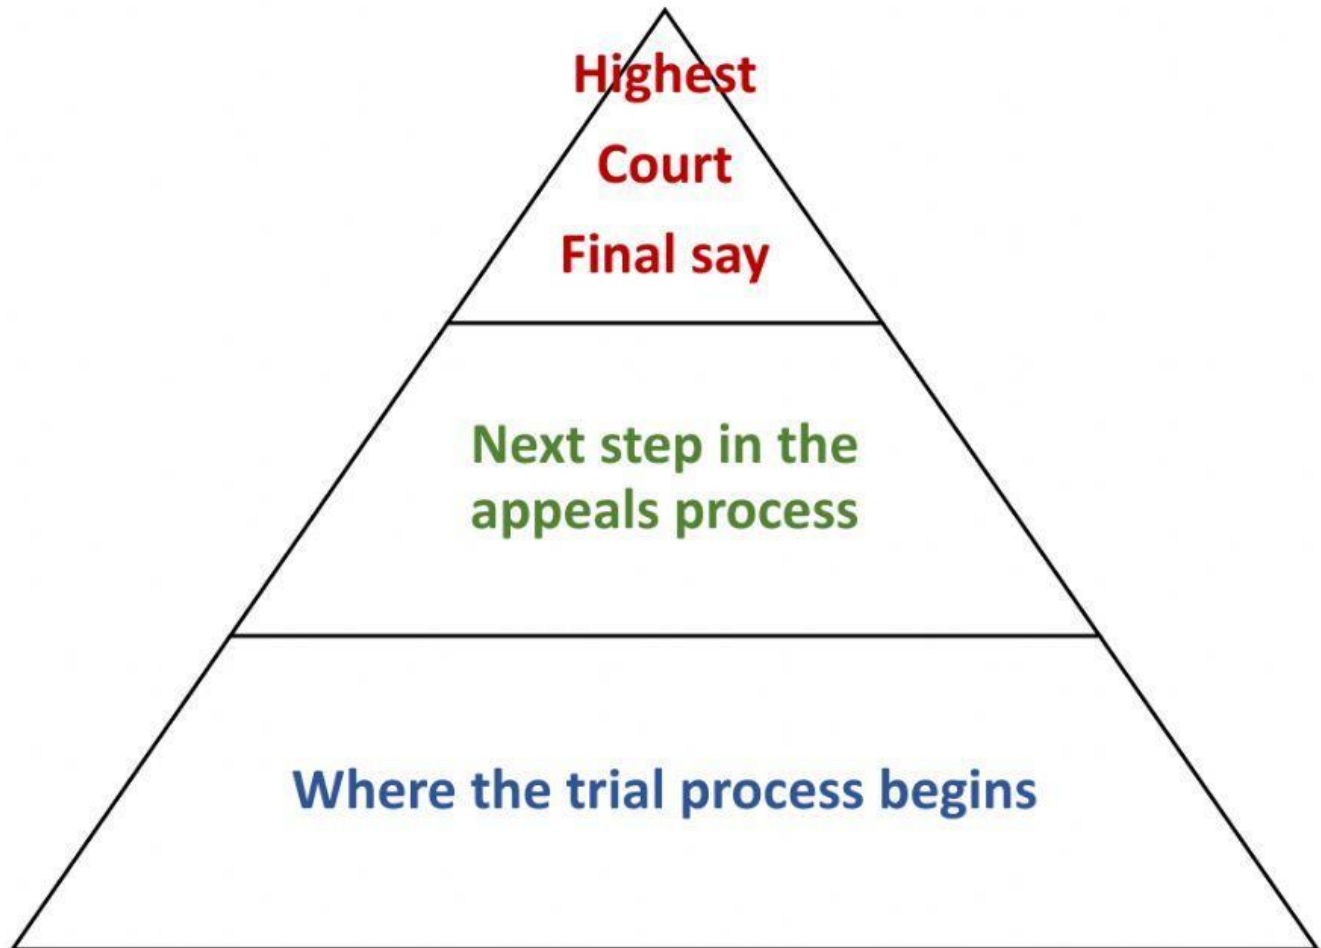 Highest
Court
Final say
Next step in the
appeals process
Where the trial process begins